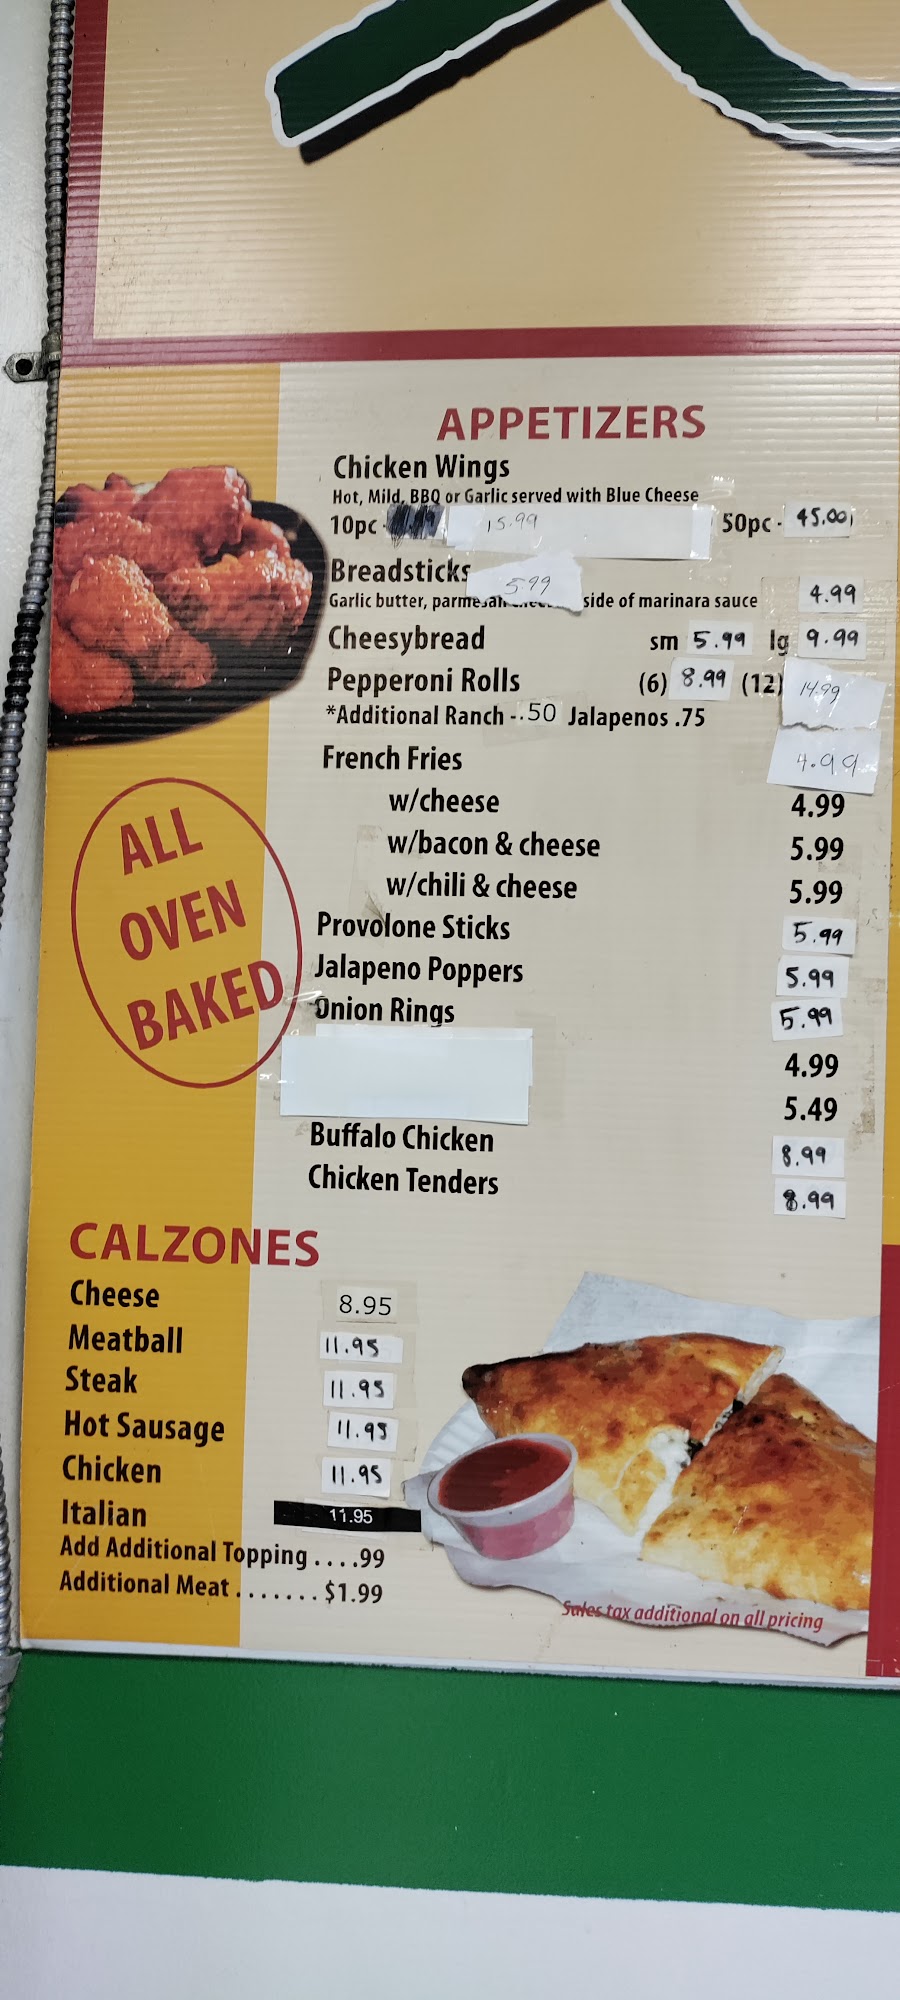 APPETIZERS
Chicken Wings
Hot, Mild, BBQ or Garlic served with Blue Cheese
10pc - 15.99 50pc - 45.00
Breadsticks 5.99
Garlic butter, parmesan side of marinara sauce 4.99
Cheesybread sm 5.99 lg 9.99
Pepperoni Rolls (6) 8.99 (12) 14.99
*Additional Ranch -.50 Jalapenos .75
French Fries 4.99
w/cheese 4.99
w/bacon & cheese 5.99
w/chili & cheese 5.99
Provolone Sticks 5.99
Jalapeno Poppers 5.99
Onion Rings 5.99
4.99
5.49
Buffalo Chicken 8.99
Chicken Tenders 8.99
ALL
OVEN
BAKED
CALZONES
Cheese 8.95
Meatball 11.95
Steak 11.95
Hot Sausage 11.95
Chicken 11.95
Italian 11.95
Add Additional Topping . . . .99
Additional Meat . . . . . . . $1.99
Sales tax additional on all pricing